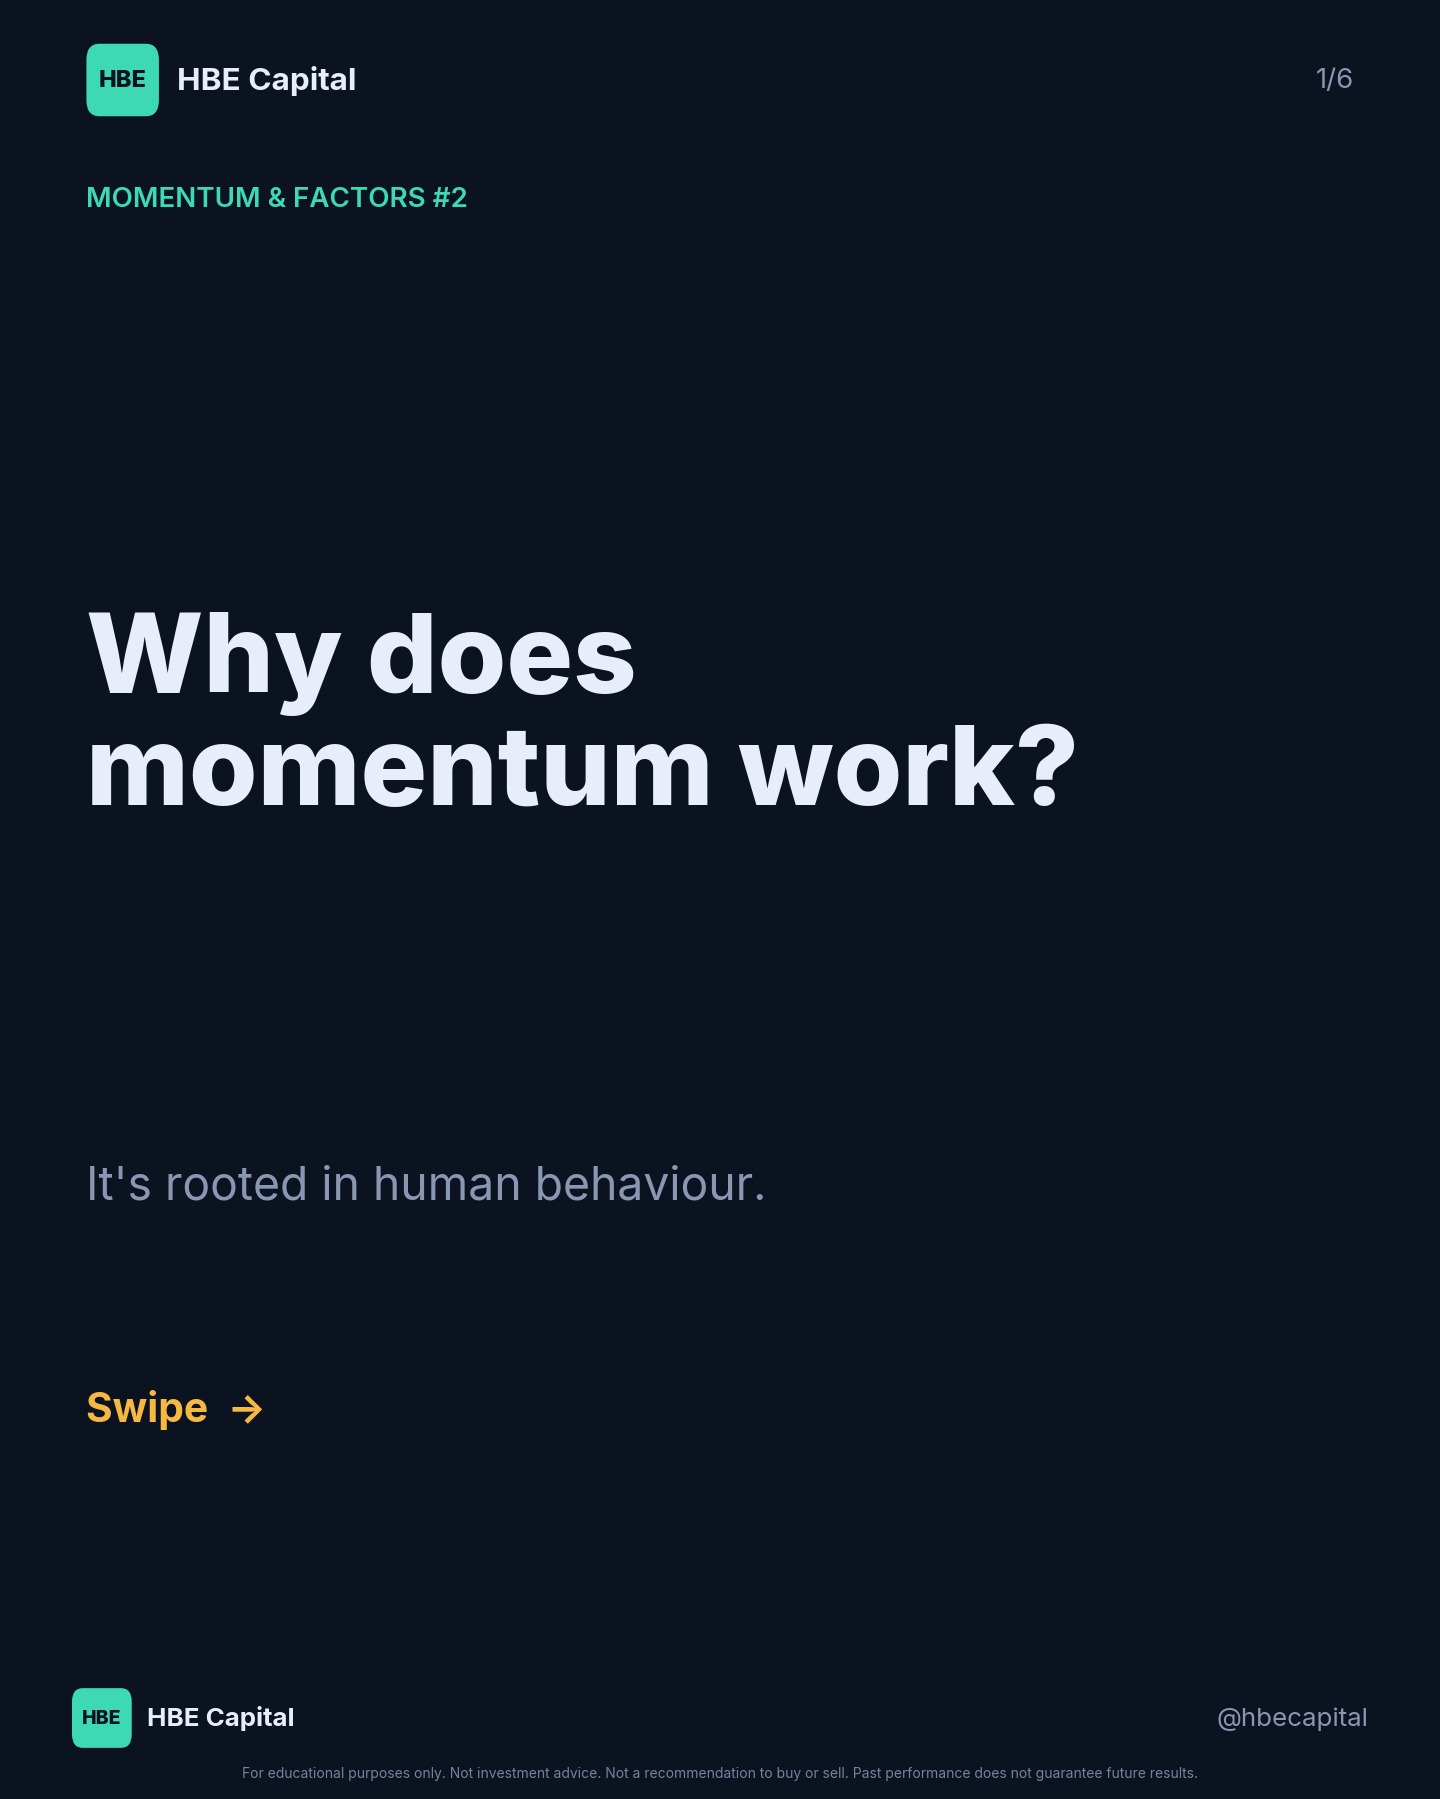 HBE HBE Capital
1/6
MOMENTUM & FACTORS #2
Why does
momentum work?
It's rooted in human behaviour.
Swipe →
HBE HBE Capital
@hbecapital
For educational purposes only. Not investment advice. Not a recommendation to buy or sell. Past performance does not guarantee future results.